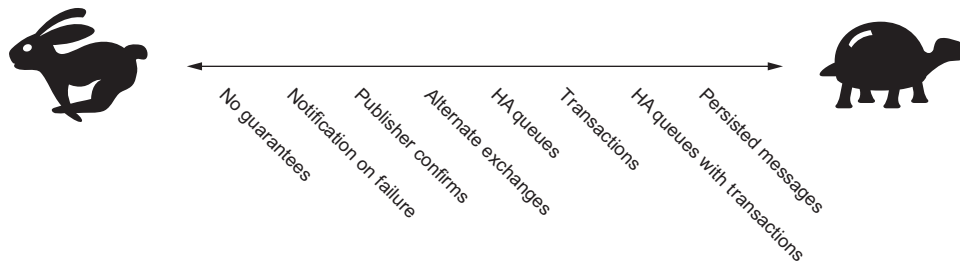 No guarantees
Notification on failure
Publisher confirms
Alternate exchanges
HA queues
Transactions
HA queues with transactions
Persisted messages